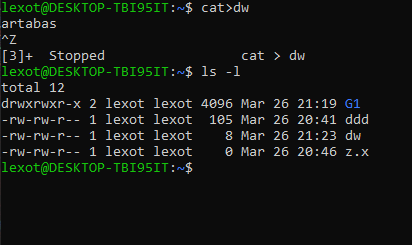 lexot@DESKTOP-TBI95IT:~$ cat>dw
artabas
^Z
[3]+  Stopped                 cat > dw
lexot@DESKTOP-TBI95IT:~$ ls -l
total 12
drwxrwxr-x 2 lexot lexot 4096 Mar 26 21:19 G1
-rw-rw-r-- 1 lexot lexot  105 Mar 26 20:41 ddd
-rw-rw-r-- 1 lexot lexot    8 Mar 26 21:23 dw
-rw-rw-r-- 1 lexot lexot    0 Mar 26 20:46 z.x
lexot@DESKTOP-TBI95IT:~$